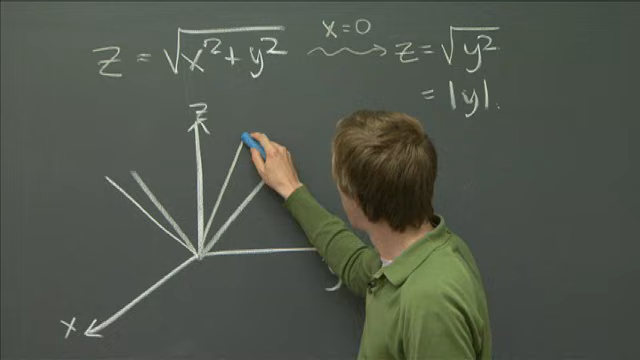 z = √x² + y² x=0 z = √y²
= |y|.
z
x
y